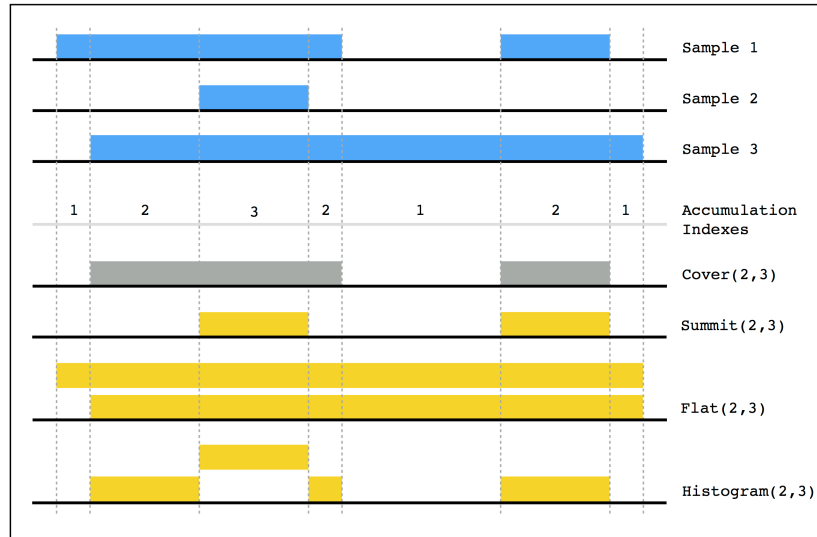 Sample 1
Sample 2
Sample 3
1 2 3 2 1 2 1
Accumulation
Indexes
Cover(2,3)
Summit(2,3)
Flat(2,3)
Histogram(2,3)